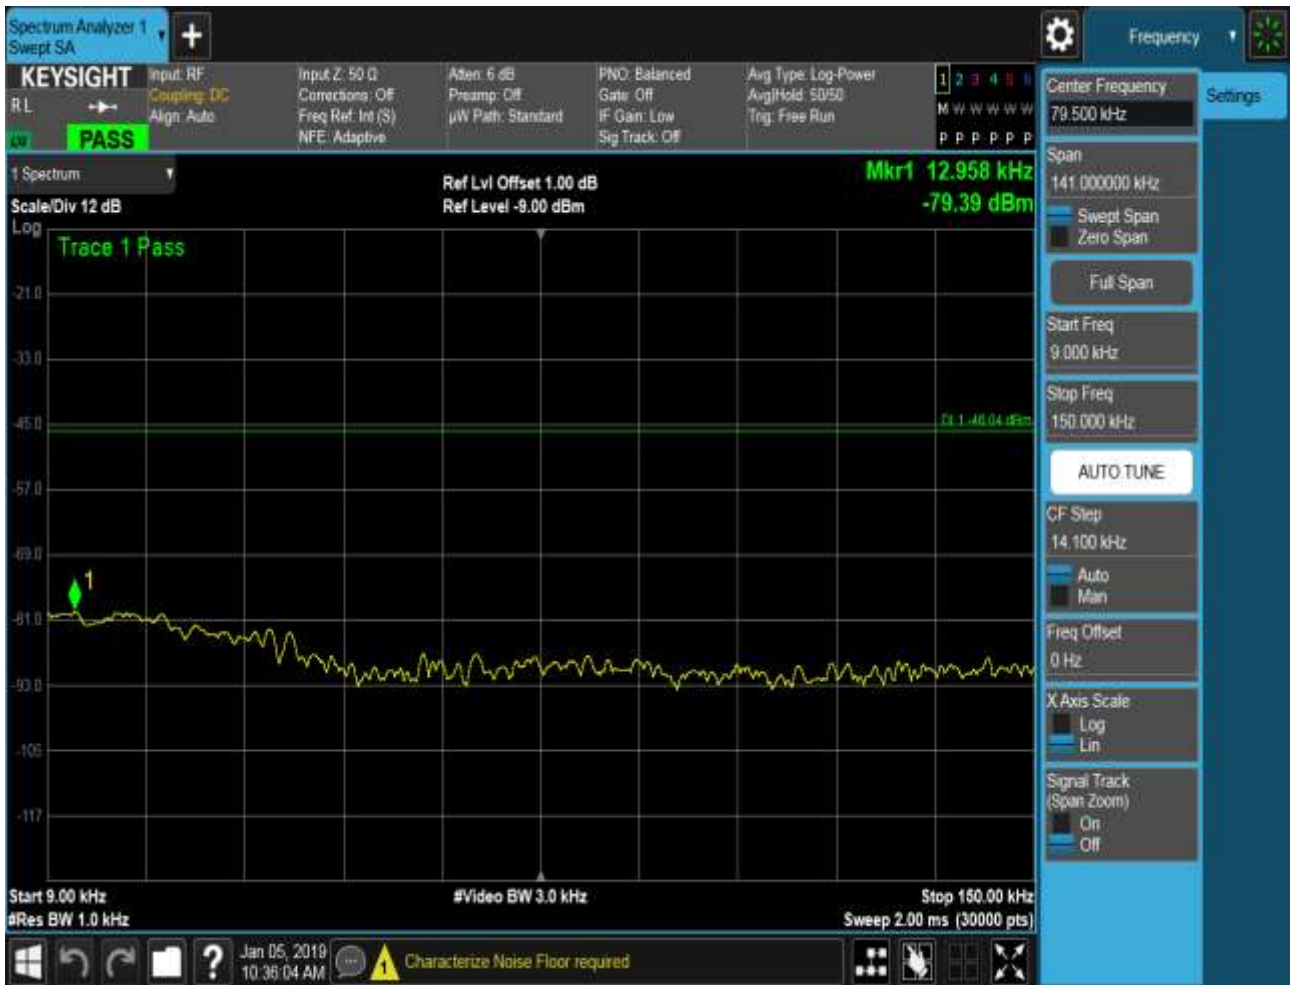 Spectrum Analyzer 1
Swept SA
+
Frequency
KEYSIGHT
RL
PASS
Input: RF
Coupling: DC
Align: Auto
Input Z: 50 Ω
Corrections: Off
Freq Ref: Int (S)
NFE: Adaptive
Atten: 6 dB
Preamp: Off
µW Path: Standard
PNO: Balanced
Gate: Off
IF Gain: Low
Sig Track: Off
Avg Type: Log-Power
Avg|Hold: 50/50
Trig: Free Run
1 2 3 4 5 6
M W W W W W
P P P P P P
1 Spectrum
Scale/Div 12 dB
Ref Lvl Offset 1.00 dB
Ref Level -9.00 dBm
Mkr1 12.958 kHz
-79.39 dBm
Log
Trace 1 Pass
-21.0
-33.0
-45.0
DL1 -46.04 dBm
-57.0
-69.0
1
-81.0
-93.0
-105
-117
Start 9.00 kHz
#Video BW 3.0 kHz
Stop 150.00 kHz
#Res BW 1.0 kHz
Sweep 2.00 ms (30000 pts)
Center Frequency
79.500 kHz
Settings
Span
141.000000 kHz
Swept Span
Zero Span
Full Span
Start Freq
9.000 kHz
Stop Freq
150.000 kHz
AUTO TUNE
CF Step
14.100 kHz
Auto
Man
Freq Offset
0 Hz
X Axis Scale
Log
Lin
Signal Track
(Span Zoom)
On
Off
?
Jan 05, 2019
10:36:04 AM
1
Characterize Noise Floor required